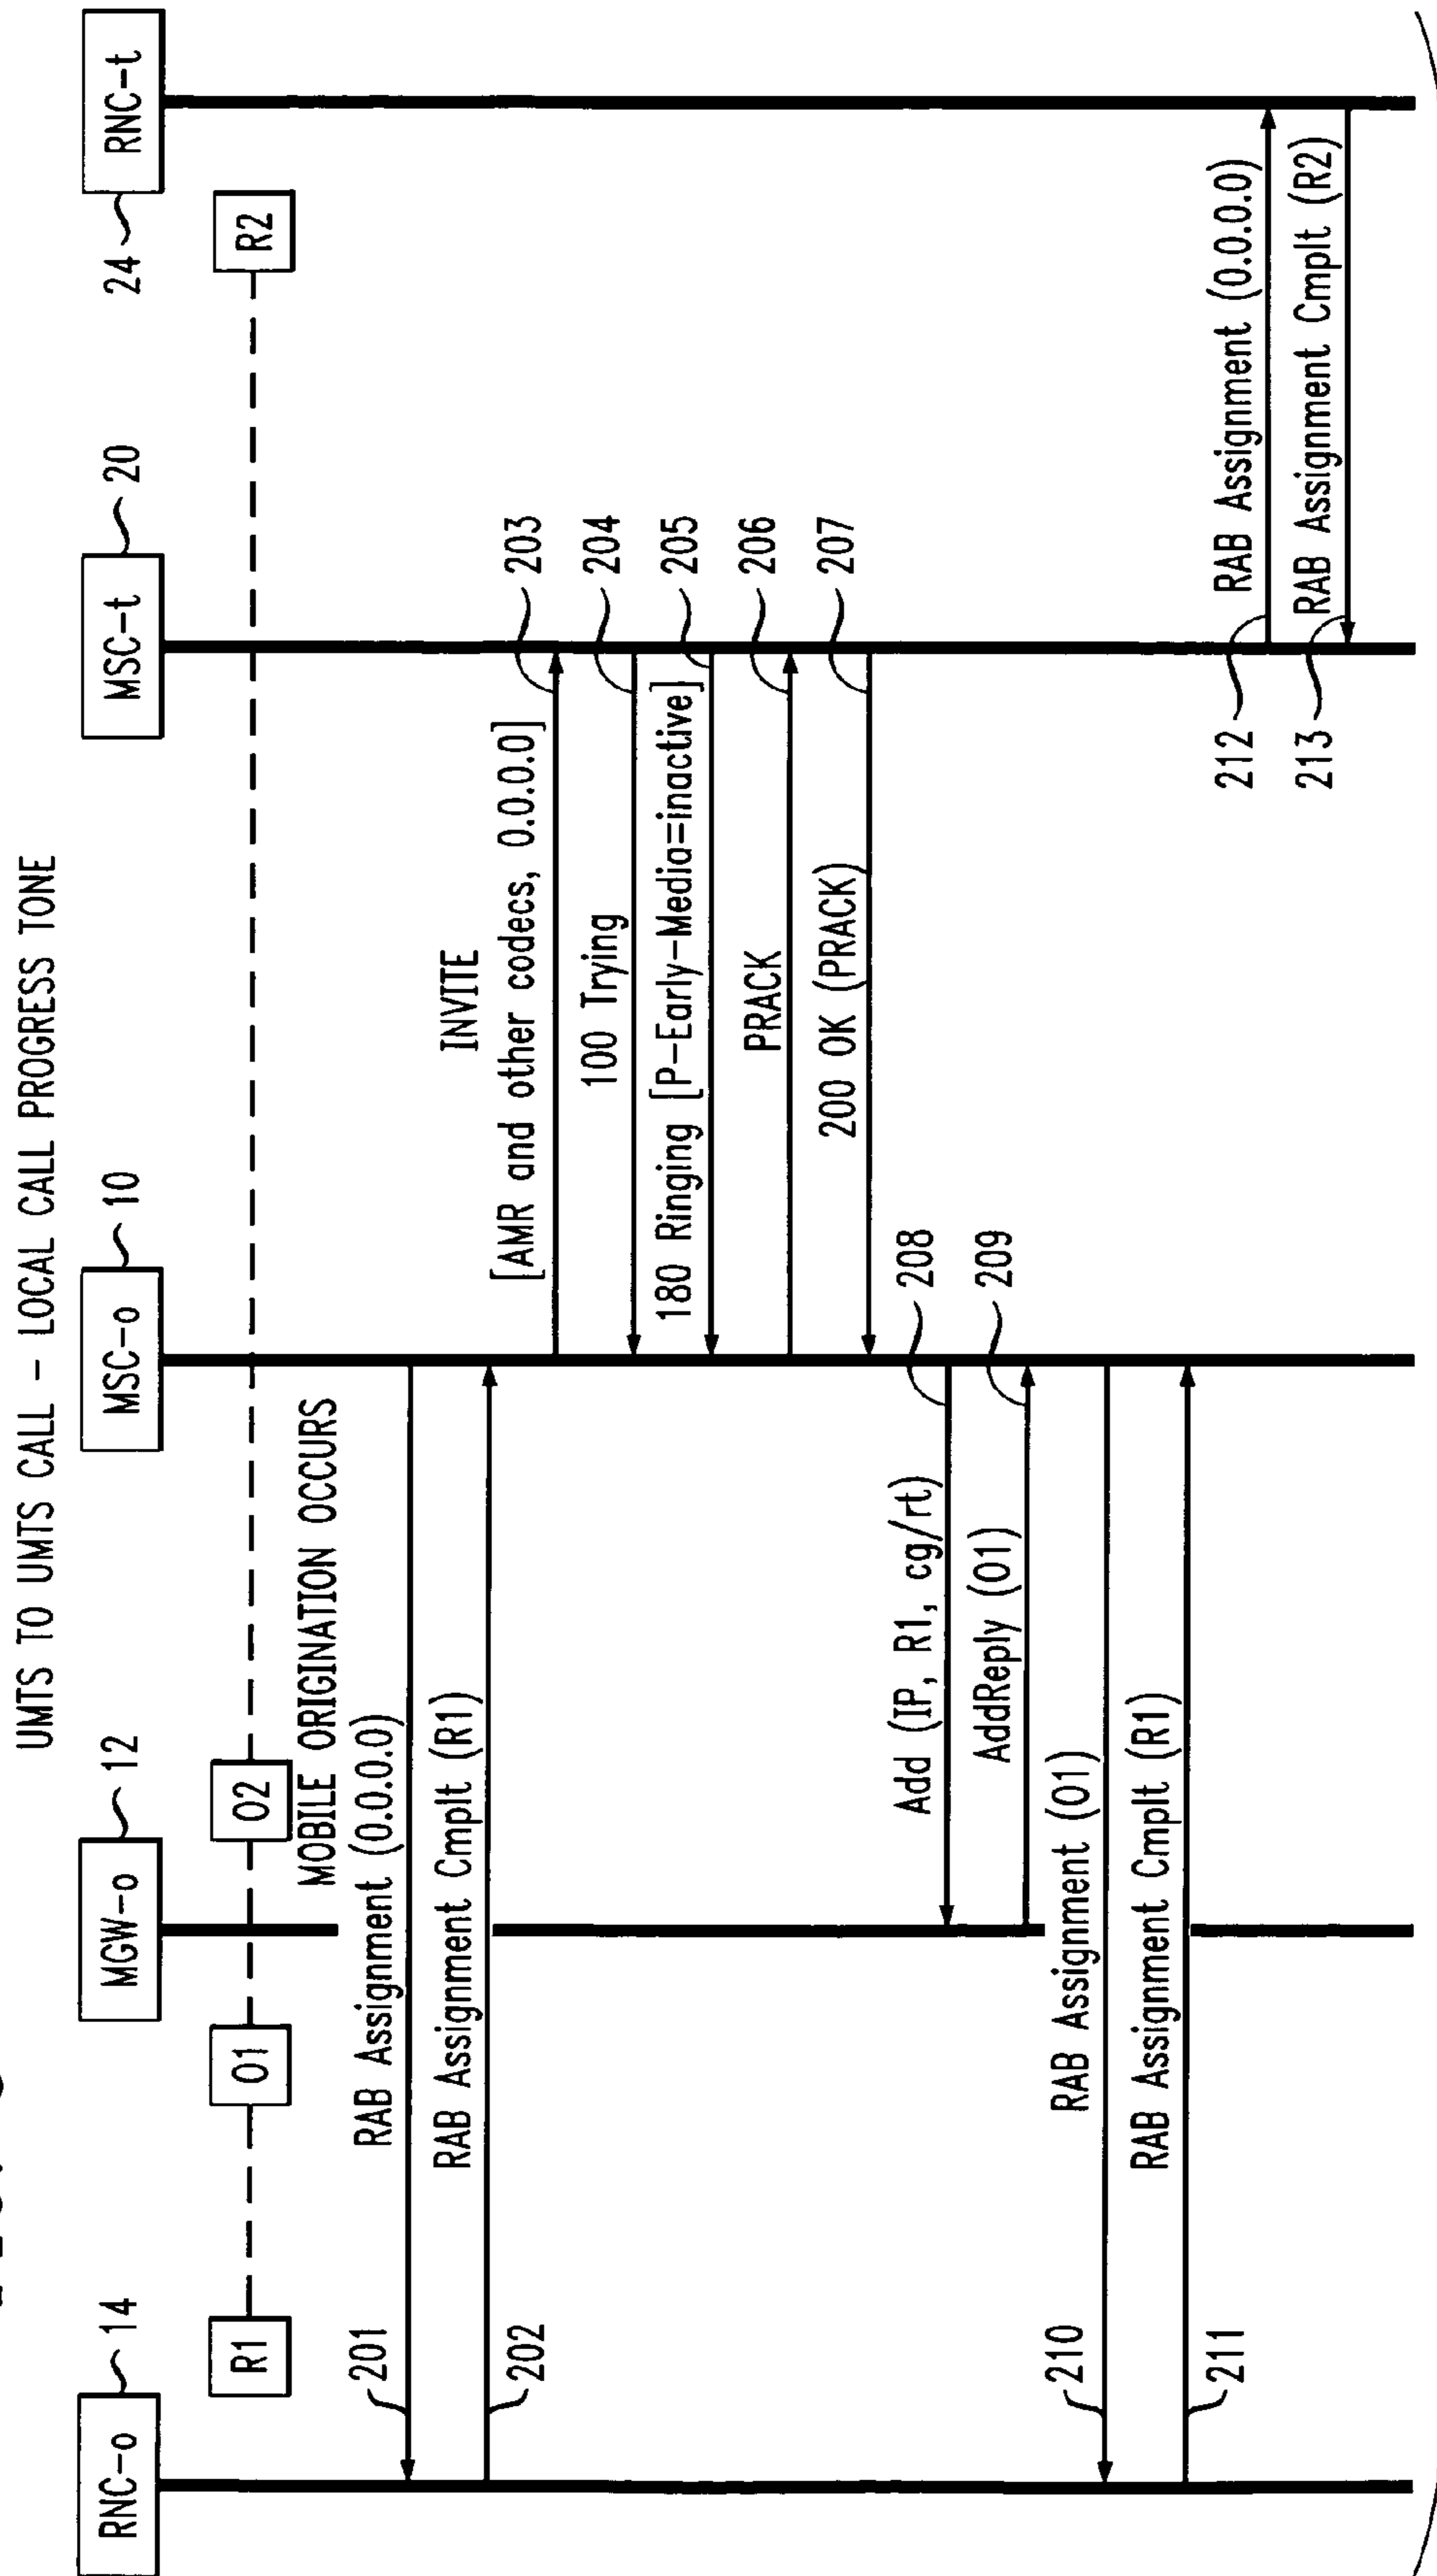 UMTS TO UMTS CALL - LOCAL CALL PROGRESS TONE
RNC-o 14
MGW-o 12
MSC-o 10
MSC-t 20
24 RNC-t
R1
O1
O2
R2
MOBILE ORIGINATION OCCURS
201
RAB Assignment (0.0.0.0)
RAB Assignment Cmplt (R1)
202
INVITE
[AMR and other codecs, 0.0.0.0]
203
100 Trying
204
180 Ringing [P-Early-Media=inactive]
205
PRACK
206
200 OK (PRACK)
207
Add (IP, R1, cg/rt)
208
AddReply (O1)
209
210
RAB Assignment (O1)
RAB Assignment Cmplt (R1)
211
212
RAB Assignment (0.0.0.0)
213
RAB Assignment Cmplt (R2)